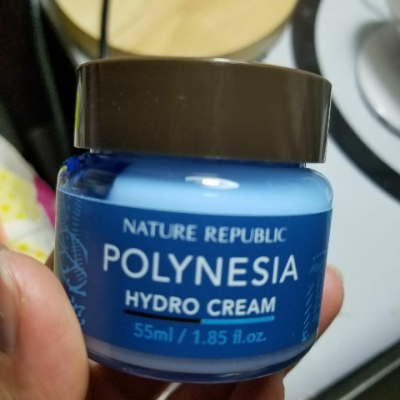 NATURE REPUBLIC
POLYNESIA
HYDRO CREAM
55ml / 1.85 fl.oz.